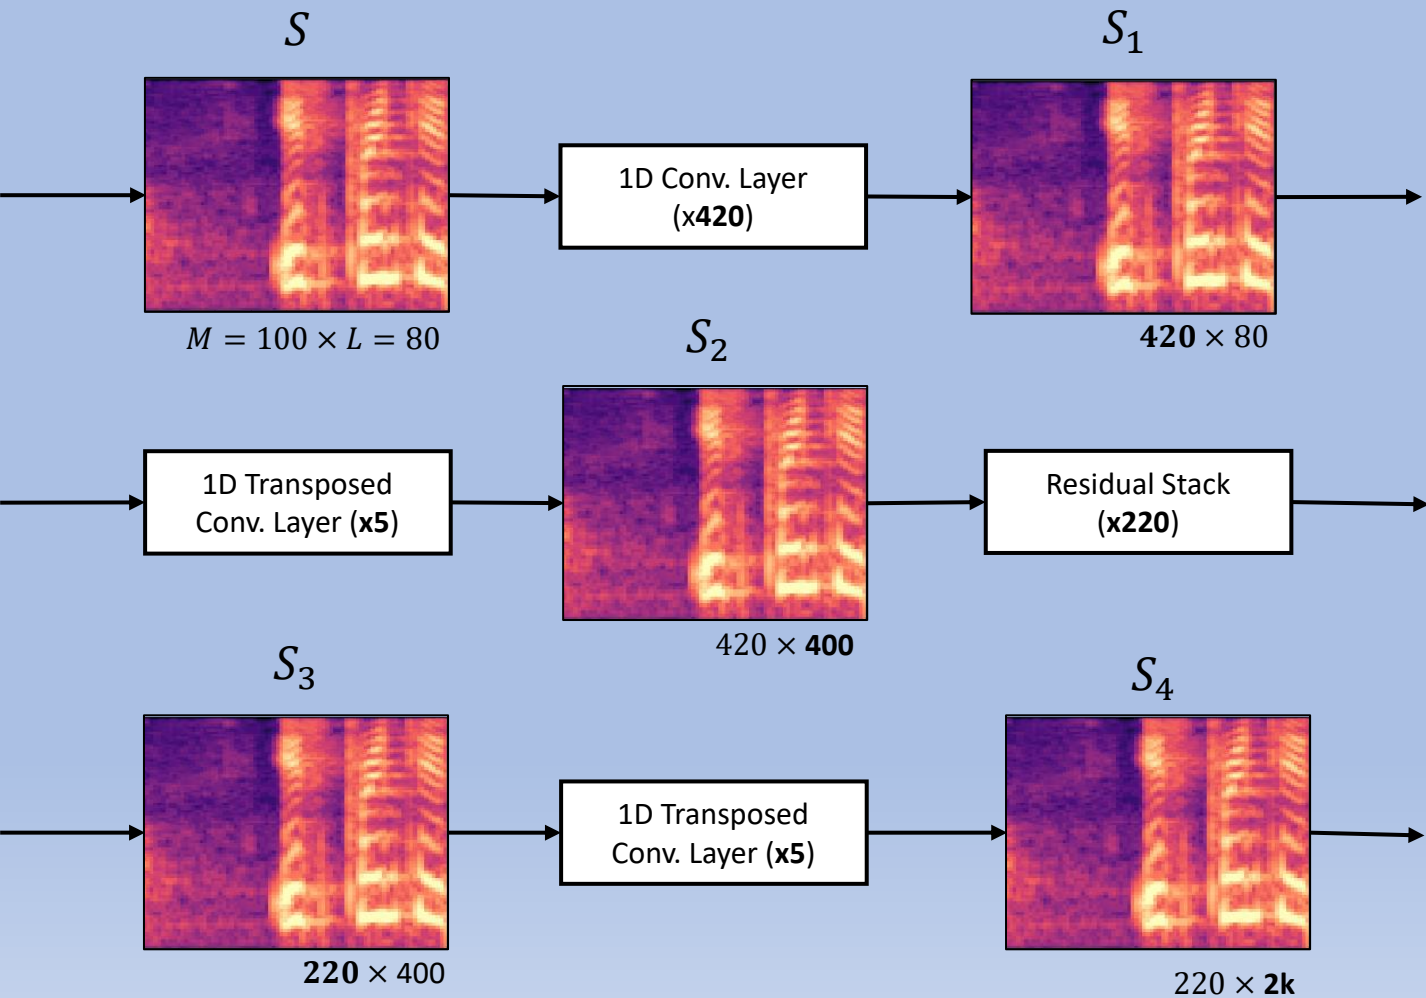 S
S₁
1D Conv. Layer
(x420)
M = 100 × L = 80
420 × 80
S₂
1D Transposed
Conv. Layer (x5)
Residual Stack
(x220)
420 × 400
S₃
S₄
1D Transposed
Conv. Layer (x5)
220 × 400
220 × 2k